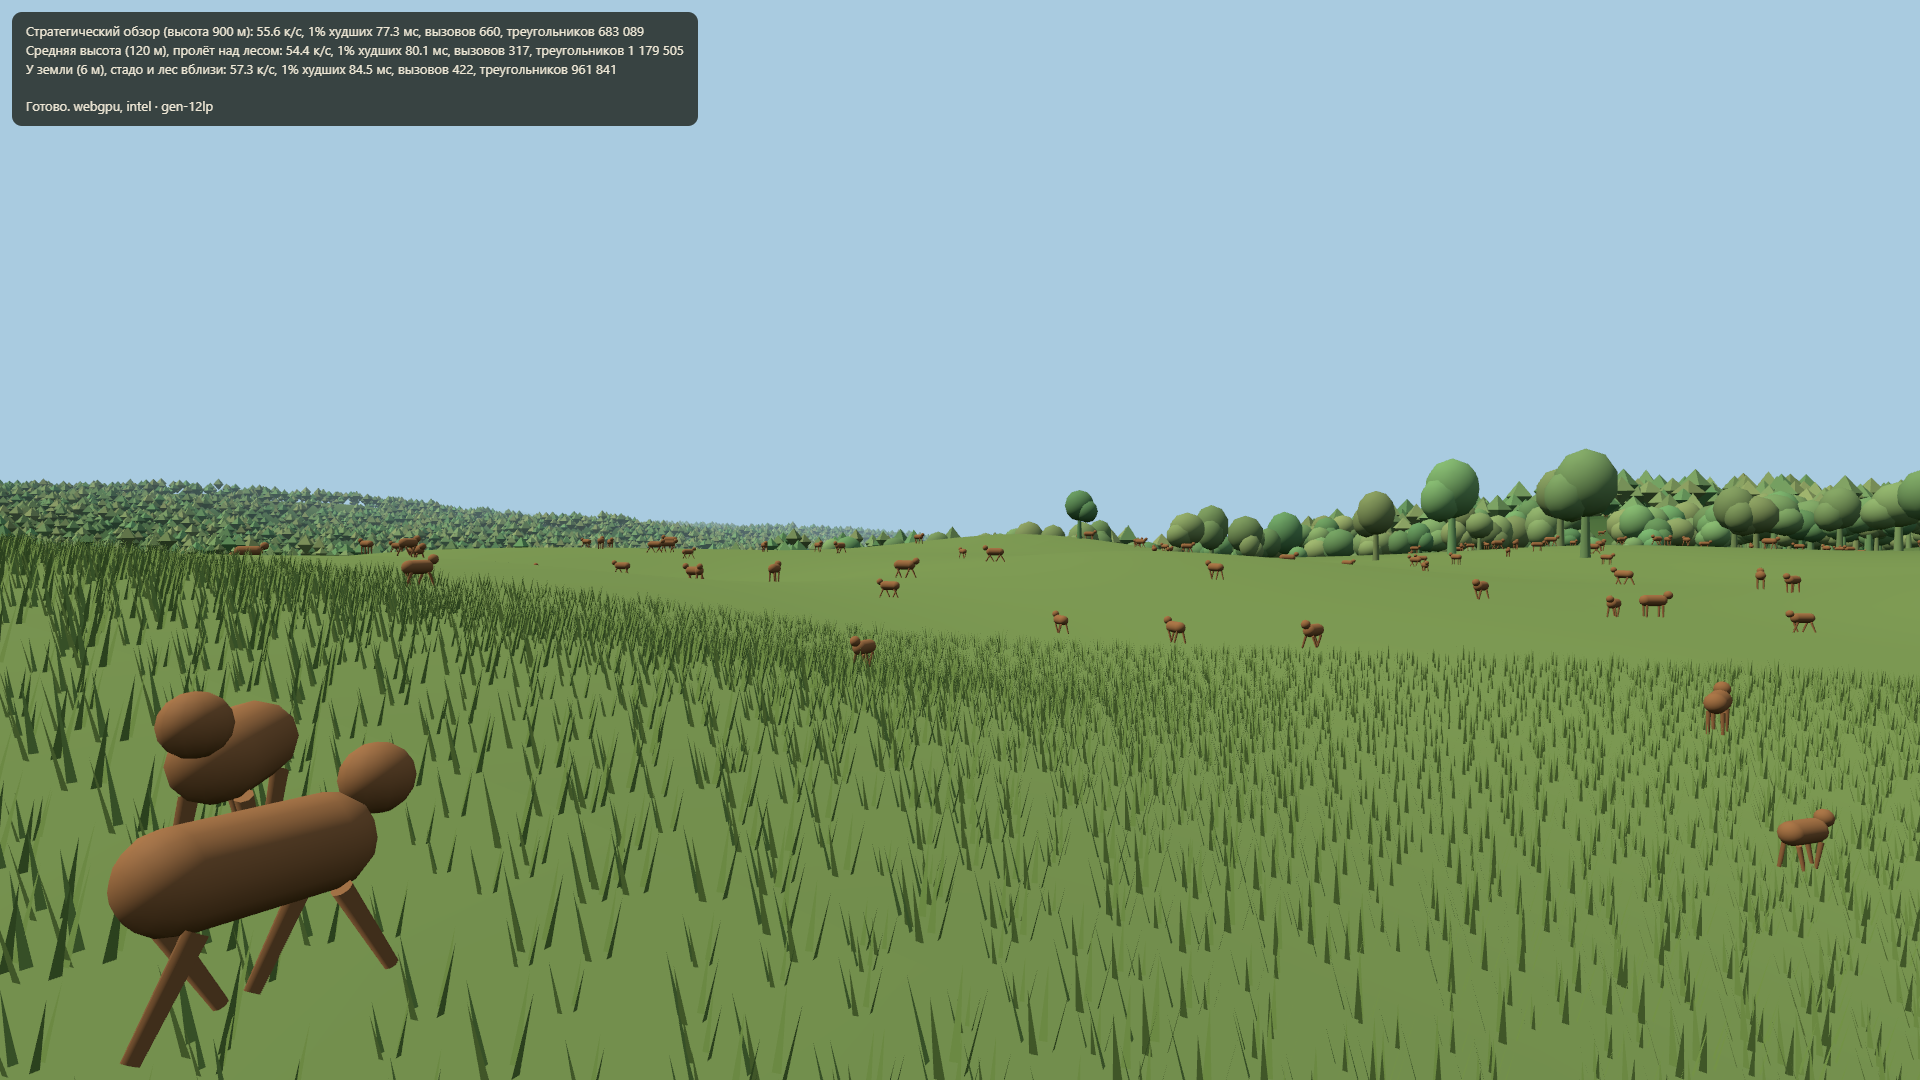 Стратегический обзор (высота 900 м): 55.6 к/с, 1% худших 77.3 мс, вызовов 660, треугольников 683 089
Средняя высота (120 м), пролёт над лесом: 54.4 к/с, 1% худших 80.1 мс, вызовов 317, треугольников 1 179 505
У земли (6 м), стадо и лес вблизи: 57.3 к/с, 1% худших 84.5 мс, вызовов 422, треугольников 961 841
Готово. webgpu, intel · gen-12lp